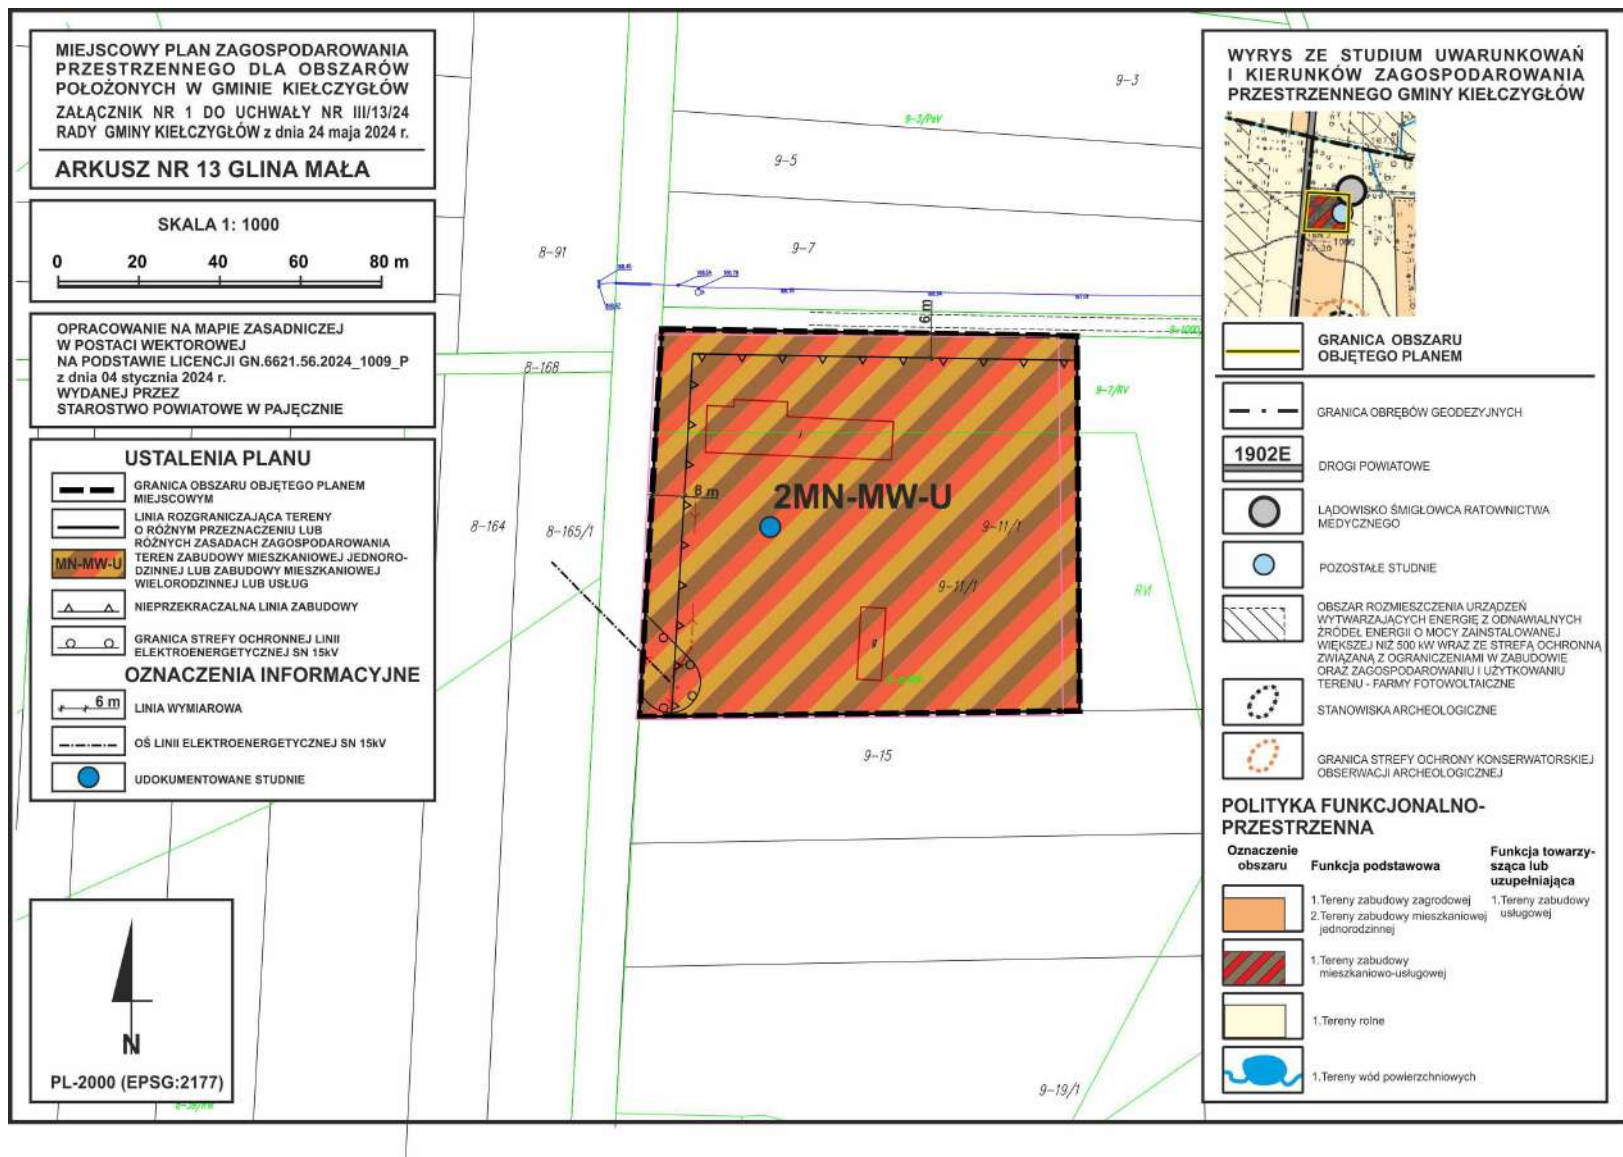 MIEJSCOWY PLAN ZAGOSPODAROWANIA
PRZESTRZENNEGO DLA OBSZARÓW
POŁOŻONYCH W GMINIE KIEŁCZYGŁÓW
ZAŁĄCZNIK NR 1 DO UCHWAŁY NR III/13/24
RADY GMINY KIEŁCZYGŁÓW z dnia 24 maja 2024 r.
ARKUSZ NR 13 GLINA MAŁA
SKALA 1: 1000
0 20 40 60 80 m
OPRACOWANIE NA MAPIE ZASADNICZEJ
W POSTACI WEKTOROWEJ
NA PODSTAWIE LICENCJI GN.6621.56.2024_1009_P
z dnia 04 stycznia 2024 r.
WYDANEJ PRZEZ
STAROSTWO POWIATOWE W PAJĘCZNIE
USTALENIA PLANU
GRANICA OBSZARU OBJĘTEGO PLANEM
MIEJSCOWYM
LINIA ROZGRANICZAJĄCA TERENY
O RÓŻNYM PRZEZNACZENIU LUB
RÓŻNYCH ZASADACH ZAGOSPODAROWANIA
MN-MW-U
TEREN ZABUDOWY MIESZKANIOWEJ JEDNORO-
DZINNEJ LUB ZABUDOWY MIESZKANIOWEJ
WIELORODZINNEJ LUB USŁUG
NIEPRZEKRACZALNA LINIA ZABUDOWY
GRANICA STREFY OCHRONNEJ LINII
ELEKTROENERGETYCZNEJ SN 15kV
OZNACZENIA INFORMACYJNE
6 m
LINIA WYMIAROWA
OŚ LINII ELEKTROENERGETYCZNEJ SN 15kV
UDOKUMENTOWANE STUDNIE
N
PL-2000 (EPSG:2177)
9-3
9-3/PsV
9-5
9-7
8-91
6 m
9-1000
8-168
9-7/RV
i
6 m
2MN-MW-U
8-164
8-165/1
9-11/1
9-11/1
RVI
g
9-15
9-19/1
WYRYS ZE STUDIUM UWARUNKOWAŃ
I KIERUNKÓW ZAGOSPODAROWANIA
PRZESTRZENNEGO GMINY KIEŁCZYGŁÓW
GRANICA OBSZARU
OBJĘTEGO PLANEM
GRANICA OBRĘBÓW GEODEZYJNYCH
1902E
DROGI POWIATOWE
LĄDOWISKO ŚMIGŁOWCA RATOWNICTWA
MEDYCZNEGO
POZOSTAŁE STUDNIE
OBSZAR ROZMIESZCZENIA URZĄDZEŃ
WYTWARZAJĄCYCH ENERGIĘ Z ODNAWIALNYCH
ŹRÓDEŁ ENERGII O MOCY ZAINSTALOWANEJ
WIĘKSZEJ NIŻ 500 kW WRAZ ZE STREFĄ OCHRONNĄ
ZWIĄZANĄ Z OGRANICZENIAMI W ZABUDOWIE
ORAZ ZAGOSPODAROWANIU I UŻYTKOWANIU
TERENU - FARMY FOTOWOLTAICZNE
STANOWISKA ARCHEOLOGICZNE
GRANICA STREFY OCHRONY KONSERWATORSKIEJ
OBSERWACJI ARCHEOLOGICZNEJ
POLITYKA FUNKCJONALNO-
PRZESTRZENNA
Oznaczenie
obszaru
Funkcja podstawowa
Funkcja towarzy-
sząca lub
uzupełniająca
1.Tereny zabudowy zagrodowej
2.Tereny zabudowy mieszkaniowej
jednorodzinnej
1.Tereny zabudowy
usługowej
1.Tereny zabudowy
mieszkaniowo-usługowej
1.Tereny rolne
1.Tereny wód powierzchniowych